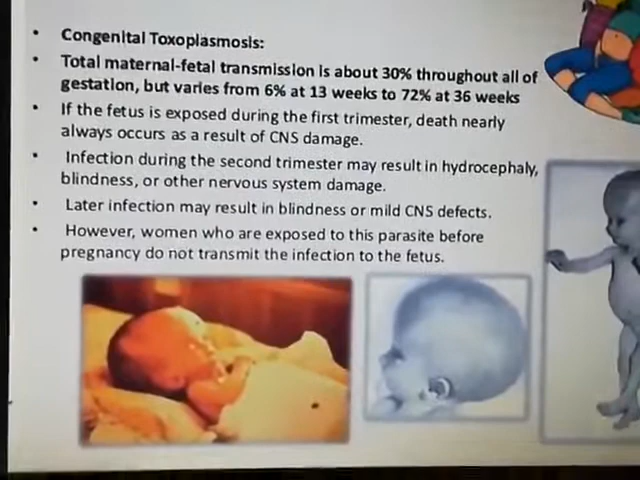 • Congenital Toxoplasmosis:
• Total maternal-fetal transmission is about 30% throughout all of
gestation, but varies from 6% at 13 weeks to 72% at 36 weeks
• If the fetus is exposed during the first trimester, death nearly
always occurs as a result of CNS damage.
• Infection during the second trimester may result in hydrocephaly,
blindness, or other nervous system damage.
• Later infection may result in blindness or mild CNS defects.
• However, women who are exposed to this parasite before
pregnancy do not transmit the infection to the fetus.